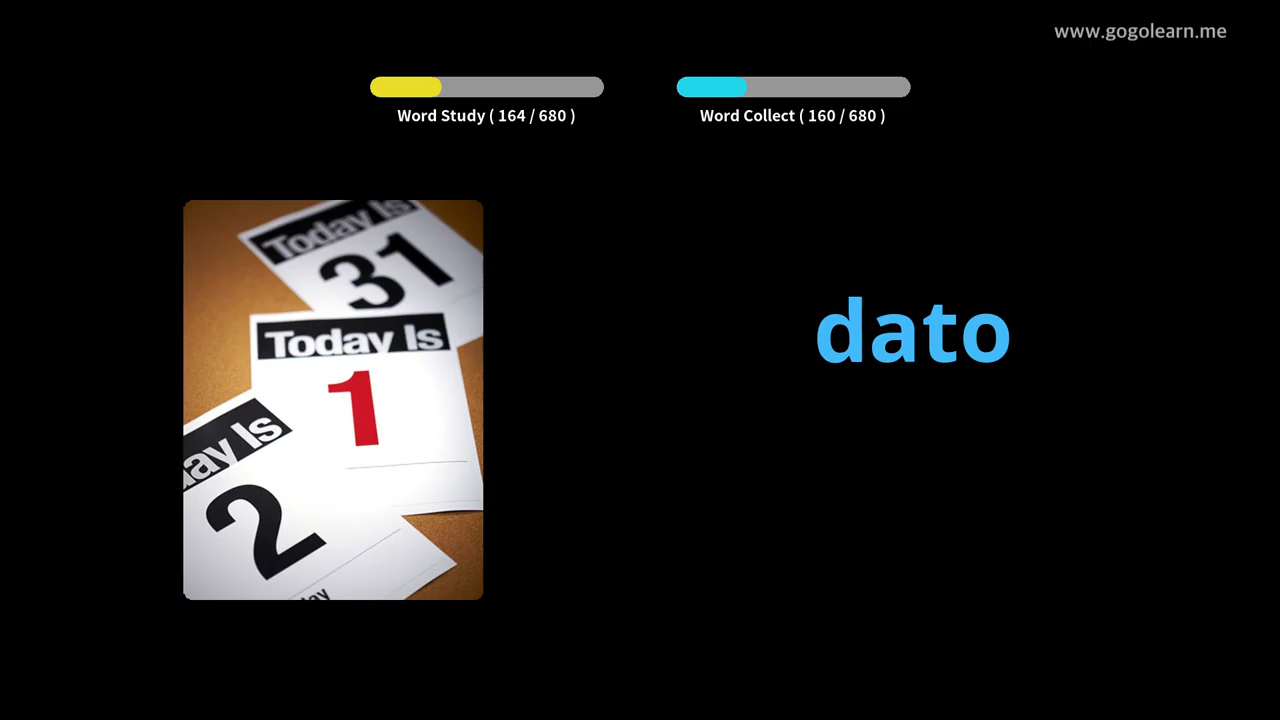 www.gogolearn.me
Word Study ( 164 / 680 )
Word Collect ( 160 / 680 )
Today Is
31
Today Is
1
ay Is
2
ay
dato